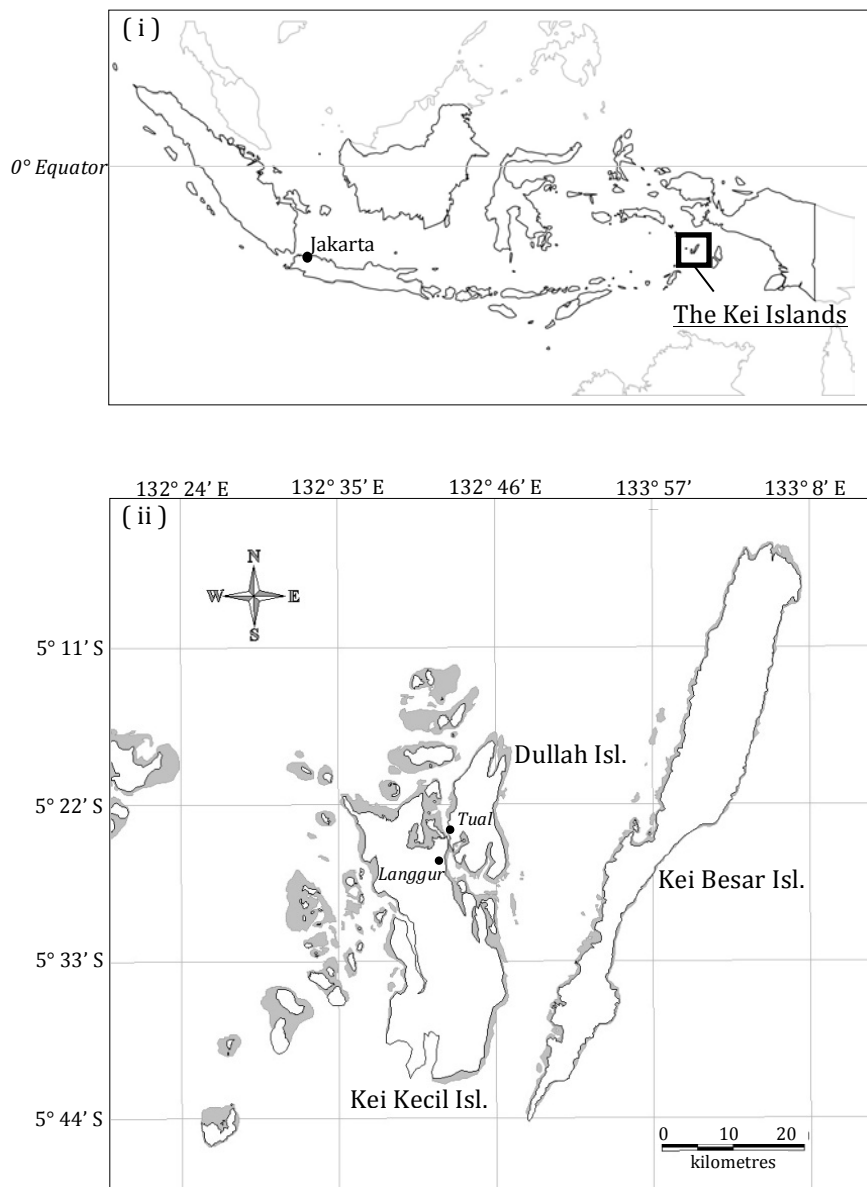 ( i )
0° Equator
Jakarta
The Kei Islands
132° 24’ E 132° 35’ E 132° 46’ E 133° 57’ E 133° 8’ E
( ii )
N
W E
S
5° 11’ S
Dullah Isl.
5° 22’ S
Tual
Langgur
Kei Besar Isl.
5° 33’ S
Kei Kecil Isl.
5° 44’ S
0 10 20
kilometres